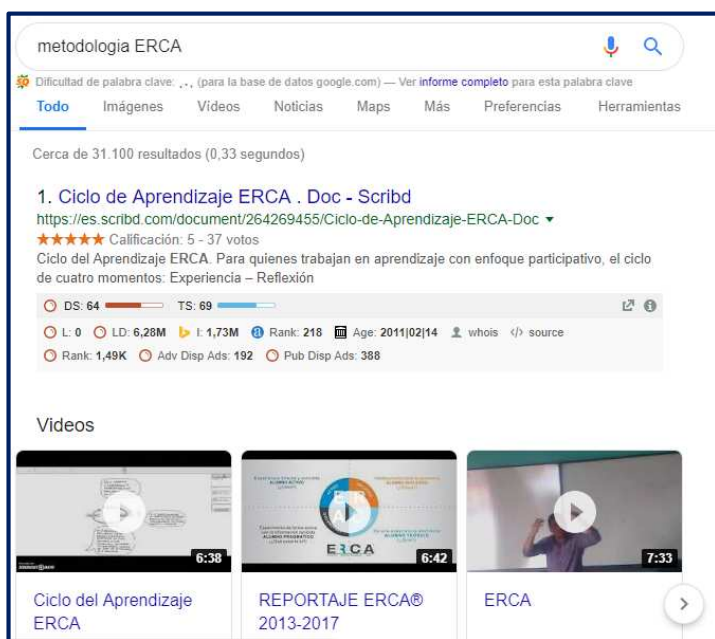 metodologia ERCA
Dificultad de palabra clave: (para la base de datos google.com) — Ver informe completo para esta palabra clave
Todo Imágenes Vídeos Noticias Maps Más Preferencias Herramientas
Cerca de 31.100 resultados (0,33 segundos)
1. Ciclo de Aprendizaje ERCA . Doc - Scribd
https://es.scribd.com/document/264269455/Ciclo-de-Aprendizaje-ERCA-Doc
Calificación: 5 - 37 votos
Ciclo del Aprendizaje ERCA. Para quienes trabajan en aprendizaje con enfoque participativo, el ciclo
de cuatro momentos: Experiencia – Reflexión
DS: 64 TS: 69
L: 0 LD: 6,28M I: 1,73M Rank: 218 Age: 2011|02|14 whois </> source
Rank: 1,49K Adv Disp Ads: 192 Pub Disp Ads: 388
Videos
6:38
ERCA
6:42
7:33
Ciclo del Aprendizaje
ERCA
REPORTAJE ERCA®
2013-2017
ERCA